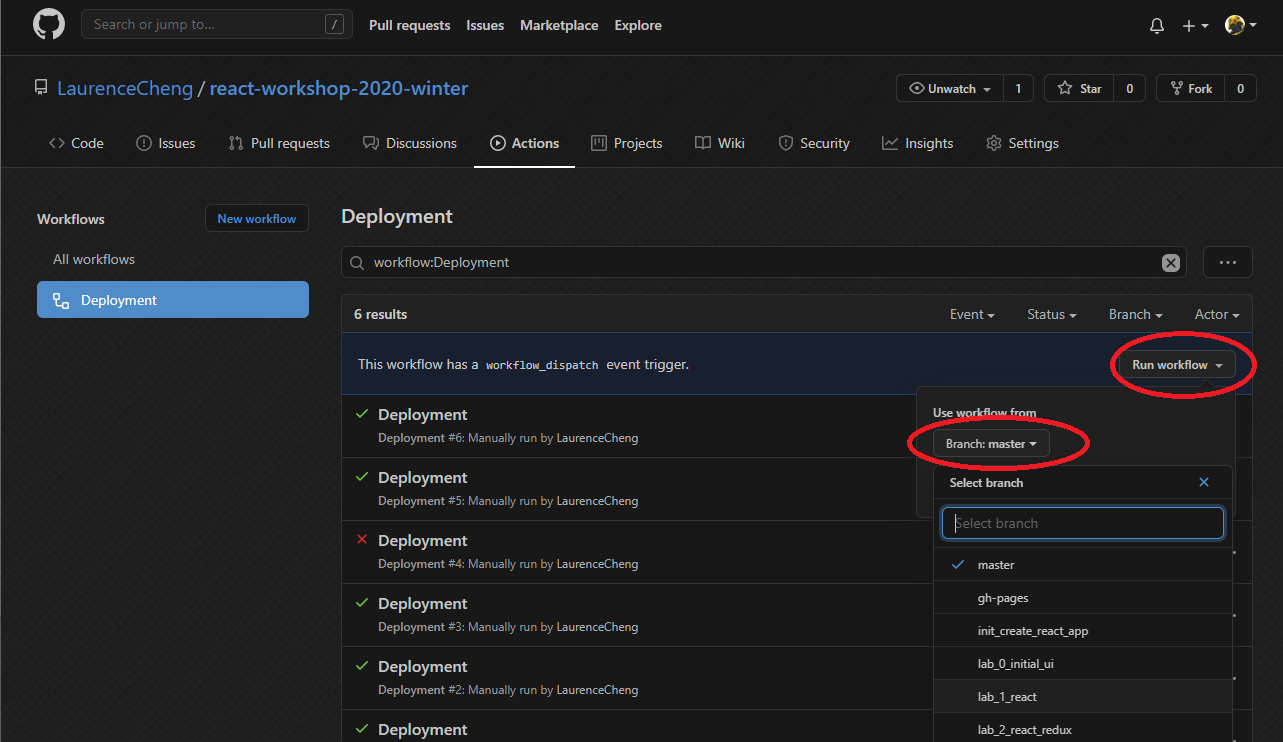 Search or jump to... /
Pull requests Issues Marketplace Explore
LaurenceCheng / react-workshop-2020-winter
Unwatch 1 Star 0 Fork 0
Code Issues Pull requests Discussions Actions Projects Wiki Security Insights Settings
Workflows New workflow
All workflows
Deployment
Deployment
workflow:Deployment
6 results Event Status Branch Actor
This workflow has a workflow_dispatch event trigger.
Run workflow
Deployment
Deployment #6: Manually run by LaurenceCheng
Deployment
Deployment #5: Manually run by LaurenceCheng
Deployment
Deployment #4: Manually run by LaurenceCheng
Deployment
Deployment #3: Manually run by LaurenceCheng
Deployment
Deployment #2: Manually run by LaurenceCheng
Deployment
Use workflow from
Branch: master
Select branch
Select branch
master
gh-pages
init_create_react_app
lab_0_initial_ui
lab_1_react
lab_2_react_redux